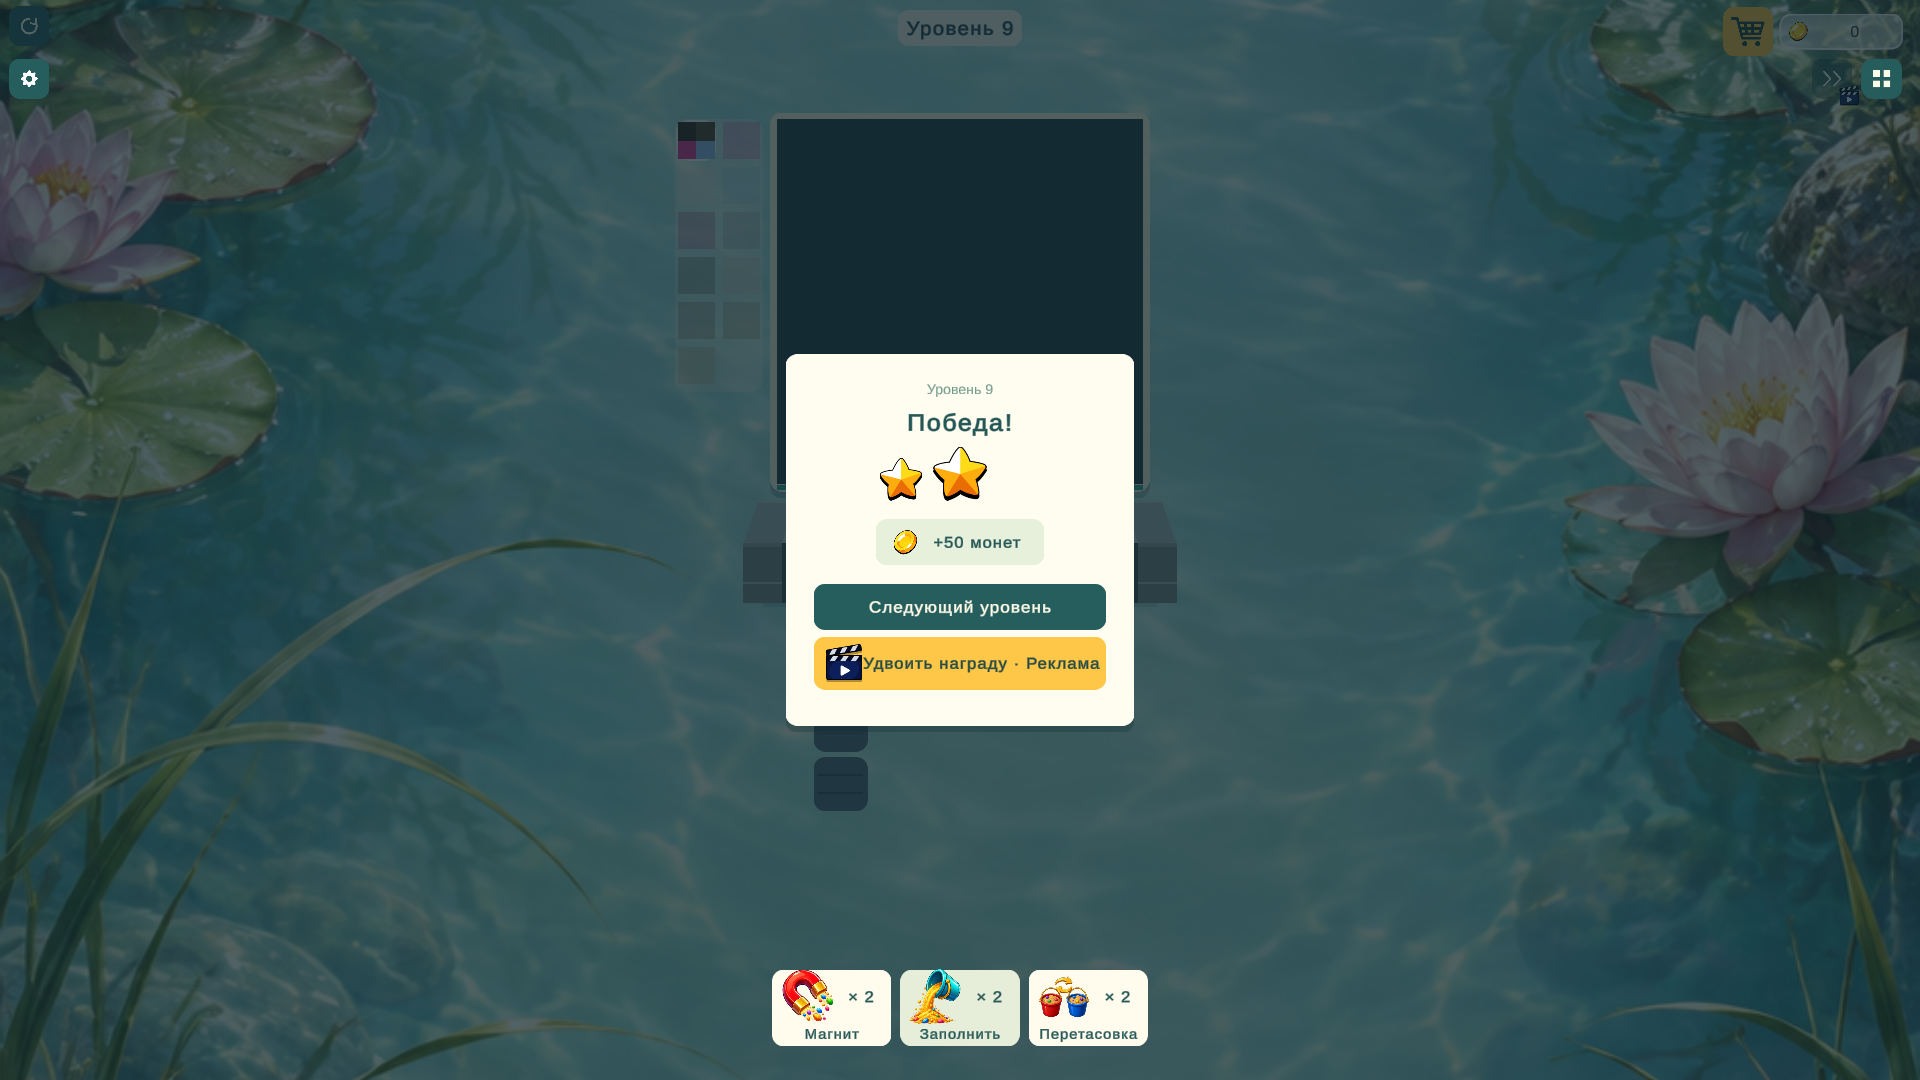 Уровень 9
0
Уровень 9
Победа!
+50 монет
Следующий уровень
Удвоить награду · Реклама
× 2
Магнит
× 2
Заполнить
× 2
Перетасовка